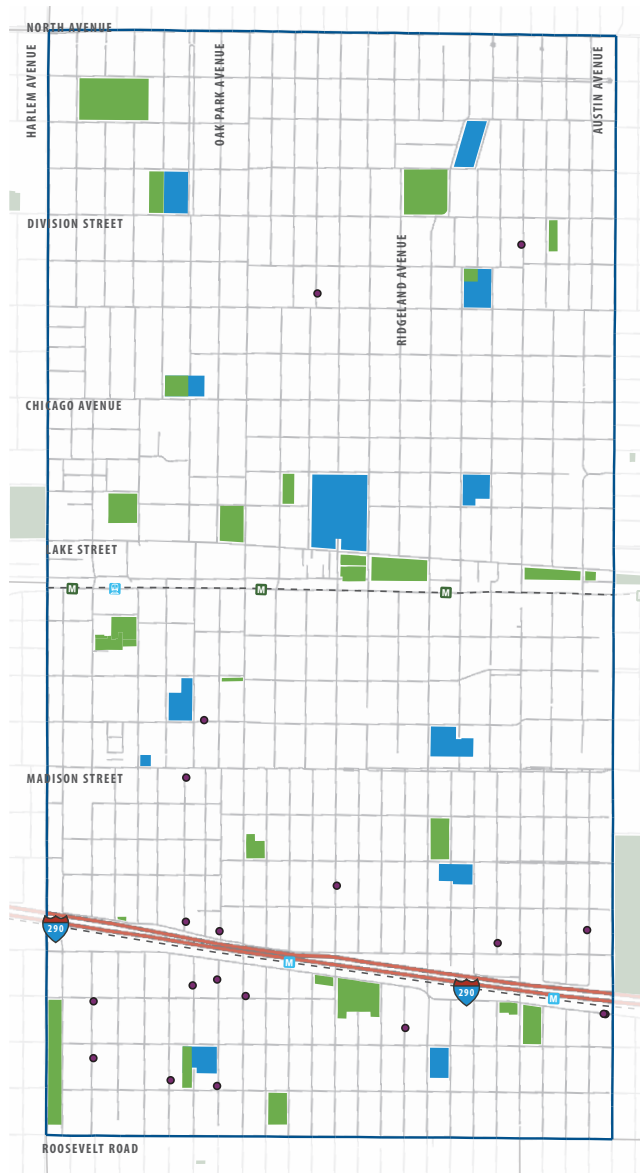 NORTH AVENUE
HARLEM AVENUE
OAK PARK AVENUE
AUSTIN AVENUE
DIVISION STREET
RIDGELAND AVENUE
CHICAGO AVENUE
LAKE STREET
M
M
M
MADISON STREET
290
M
290
M
ROOSEVELT ROAD